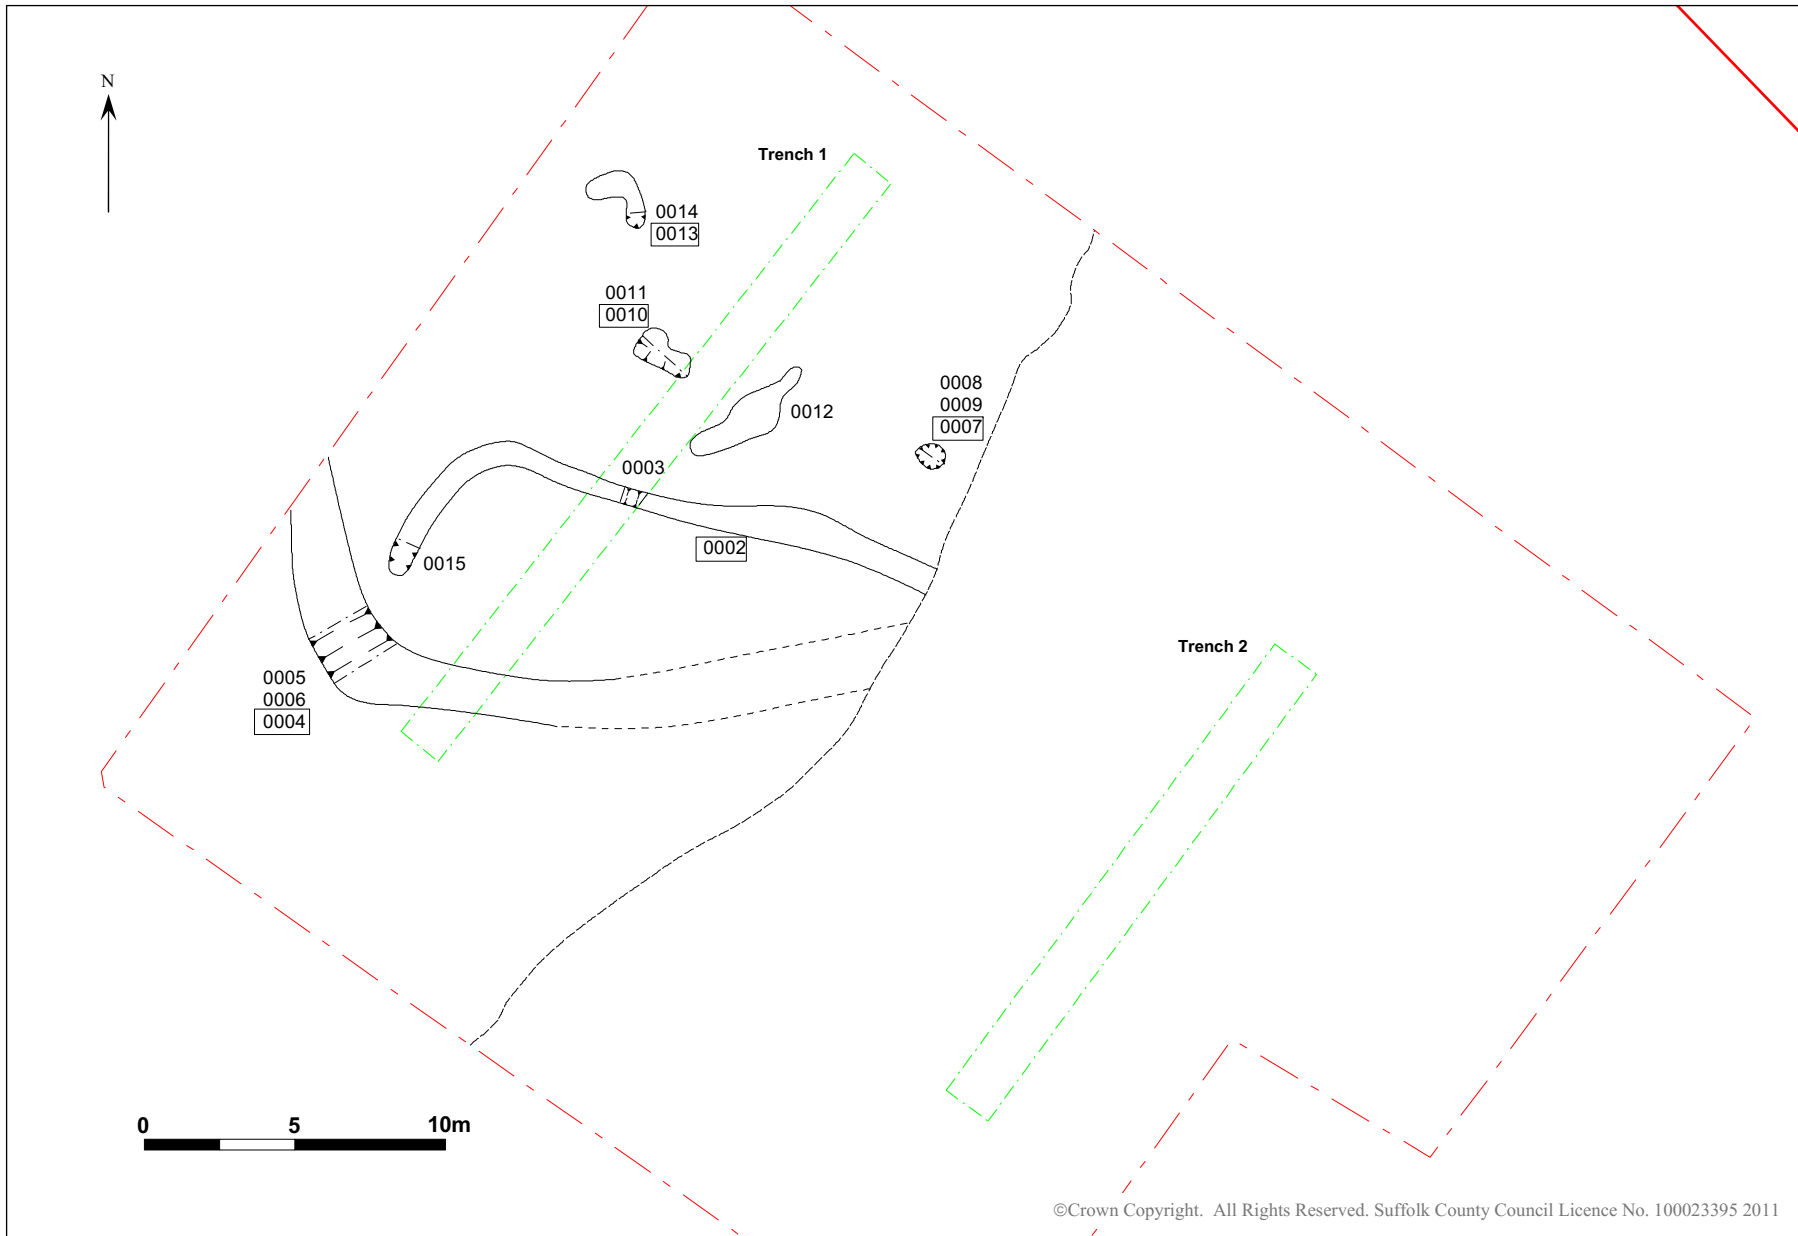 N
Trench 1
0014
0013
0011
0010
0008
0009
0007
0012
0003
0002
0015
Trench 2
0005
0006
0004
0 5 10m
©Crown Copyright. All Rights Reserved. Suffolk County Council Licence No. 100023395 2011